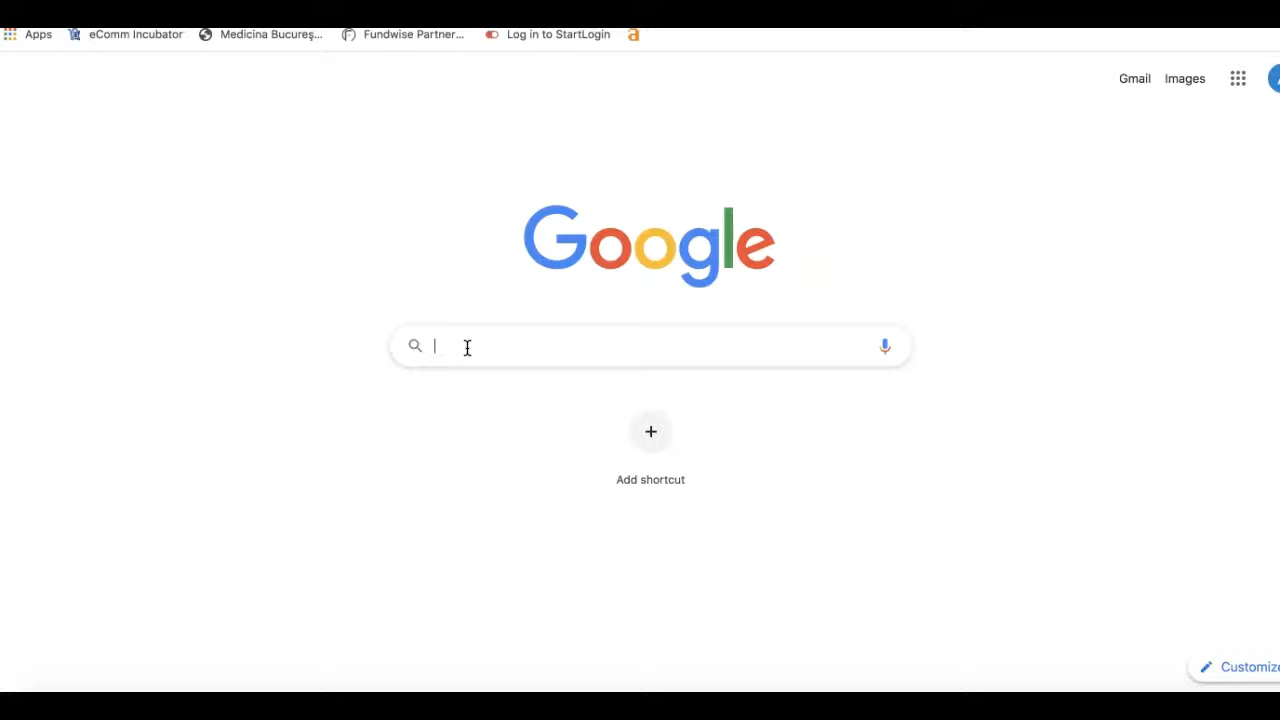 Apps eComm Incubator Medicina Bucureş... Fundwise Partner... Log in to StartLogin
Gmail Images
Google
Add shortcut
Customize